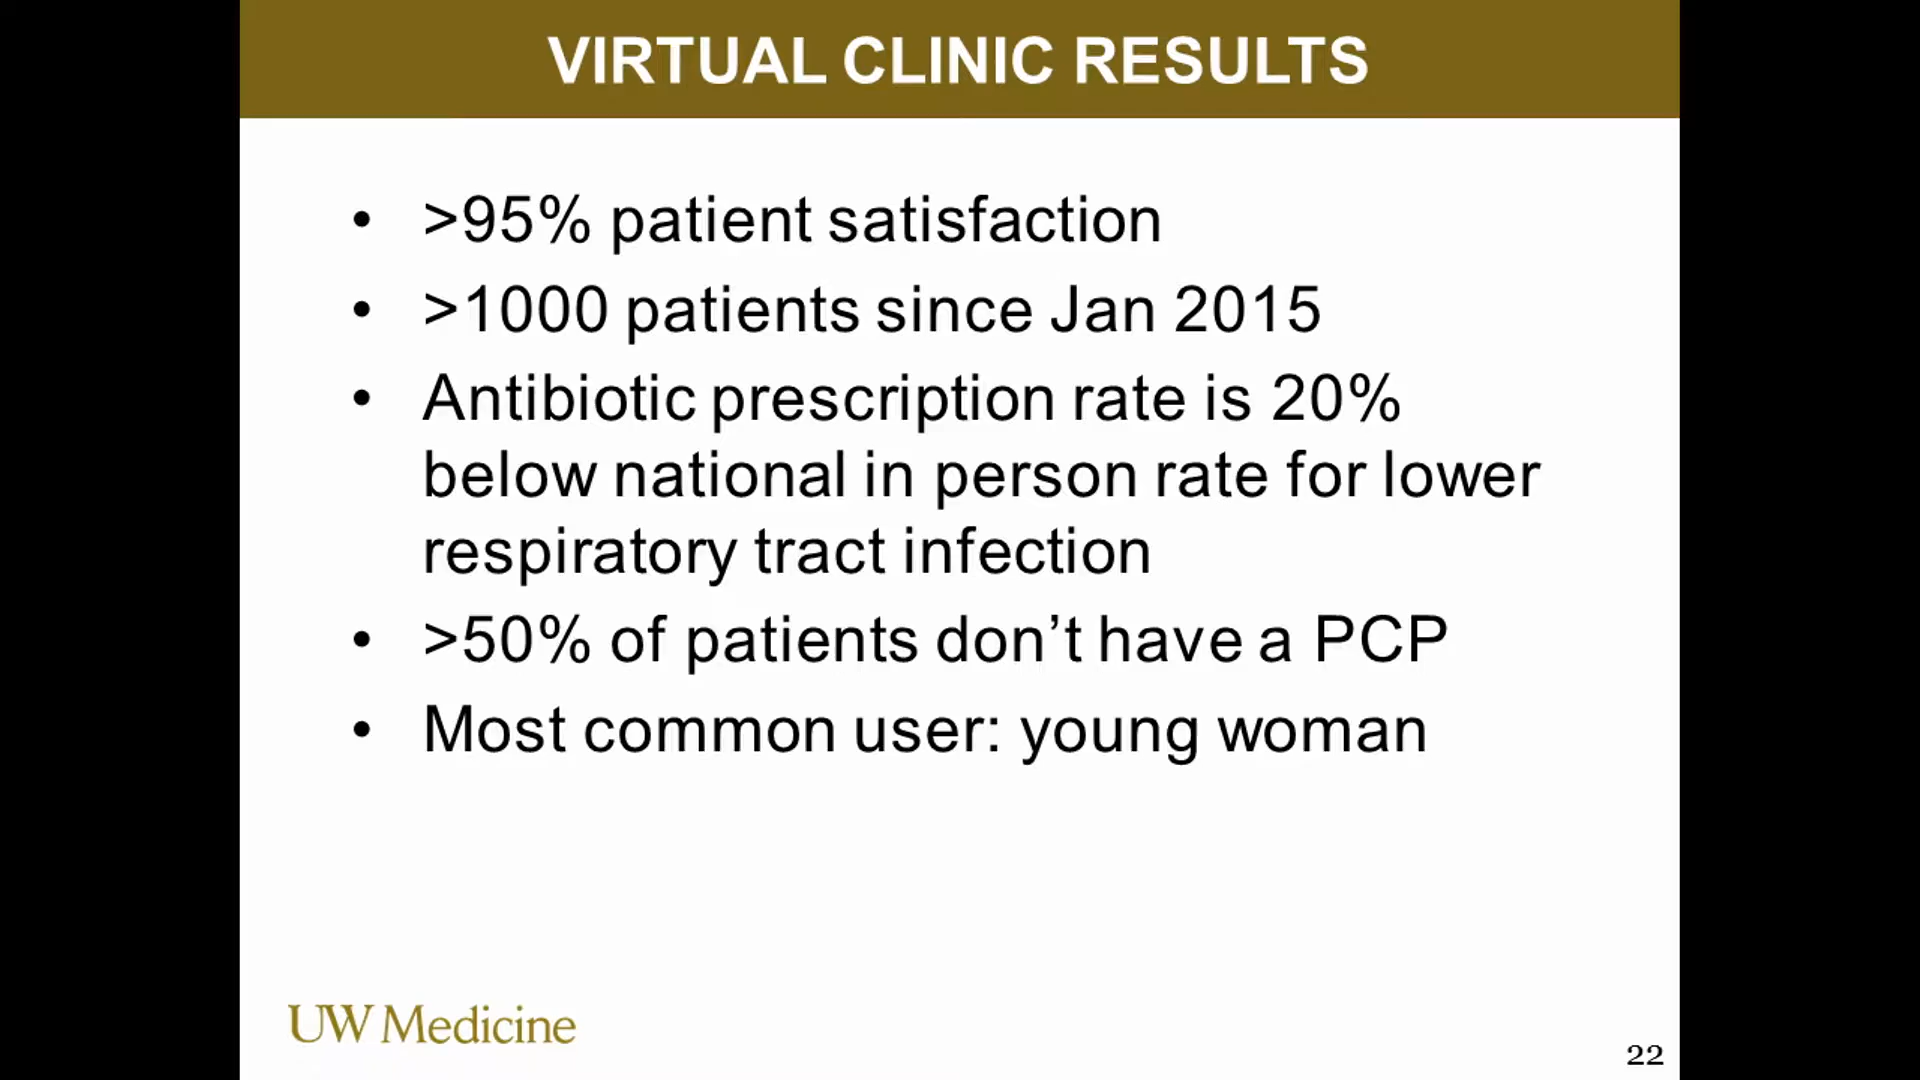 VIRTUAL CLINIC RESULTS
• >95% patient satisfaction
• >1000 patients since Jan 2015
• Antibiotic prescription rate is 20%
below national in person rate for lower
respiratory tract infection
• >50% of patients don’t have a PCP
• Most common user: young woman
UW Medicine
22